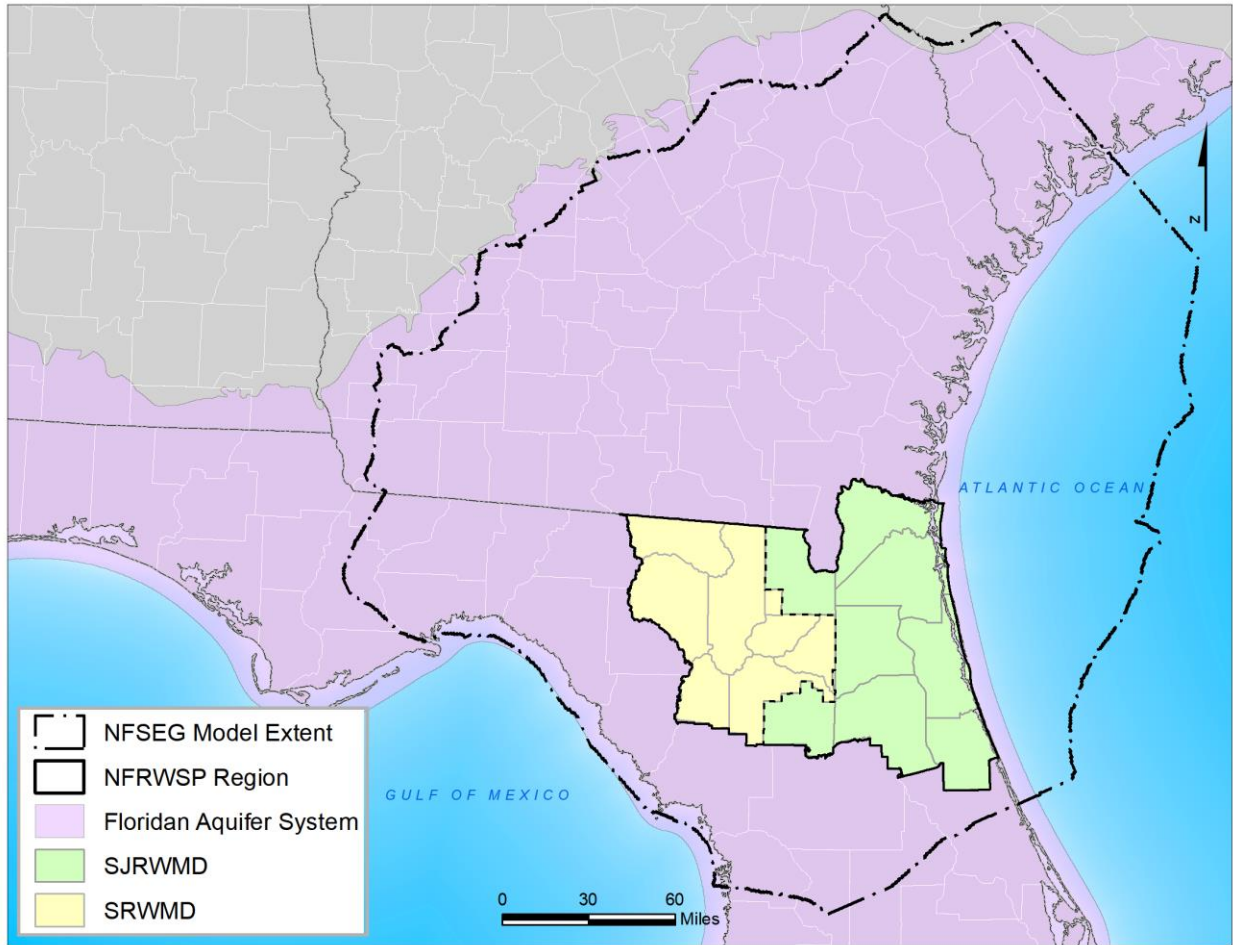 N
ATLANTIC OCEAN
GULF OF MEXICO
NFSEG Model Extent
NFRWSP Region
Floridan Aquifer System
SJRWMD
SRWMD
0 30 60
Miles